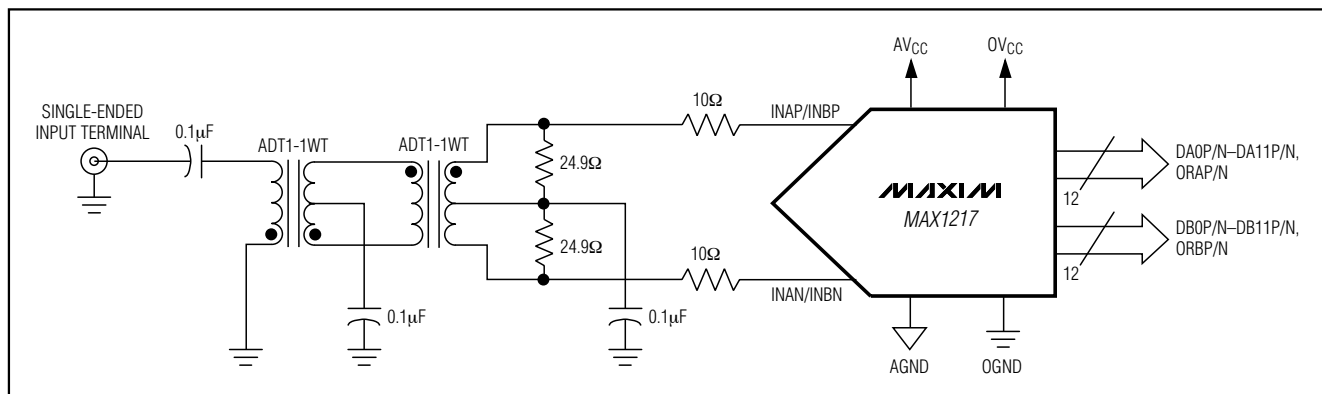 SINGLE-ENDED
INPUT TERMINAL
0.1µF
ADT1-1WT
ADT1-1WT
0.1µF
24.9Ω
24.9Ω
0.1µF
10Ω
10Ω
INAP/INBP
INAN/INBN
AVCC
OVCC
MAXIM
MAX1217
AGND
OGND
12
DA0P/N–DA11P/N,
ORAP/N
12
DB0P/N–DB11P/N,
ORBP/N